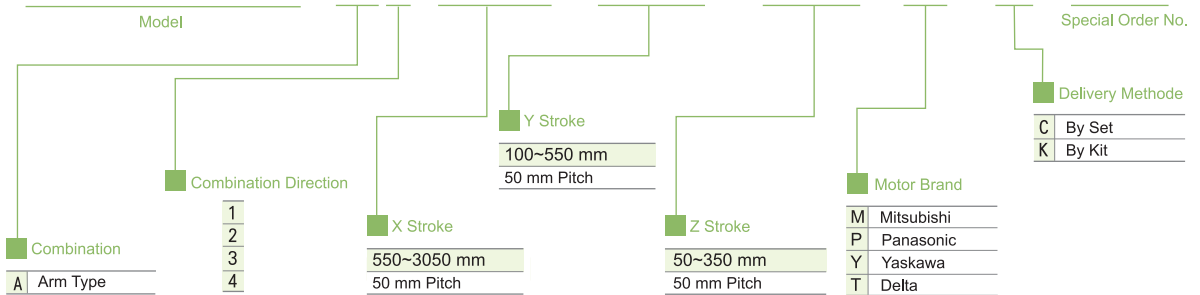 Model
Special Order No.
Delivery Methode
C By Set
K By Kit
Y Stroke
100~550 mm
50 mm Pitch
Combination Direction
1
2
3
4
Motor Brand
M Mitsubishi
P Panasonic
Y Yaskawa
T Delta
X Stroke
550~3050 mm
50 mm Pitch
Z Stroke
50~350 mm
50 mm Pitch
Combination
A Arm Type